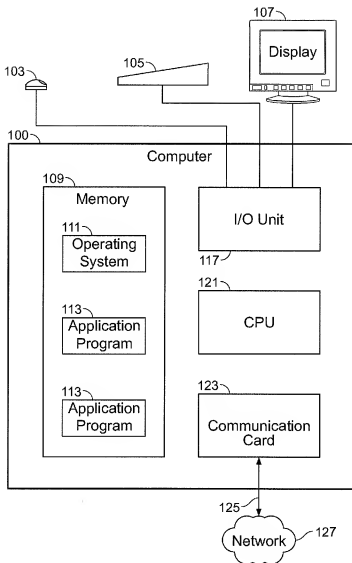 107
Display
103
105
100
Computer
109
Memory
111
Operating
System
113
Application
Program
113
Application
Program
I/O Unit
117
121
CPU
123
Communication
Card
125
Network
127